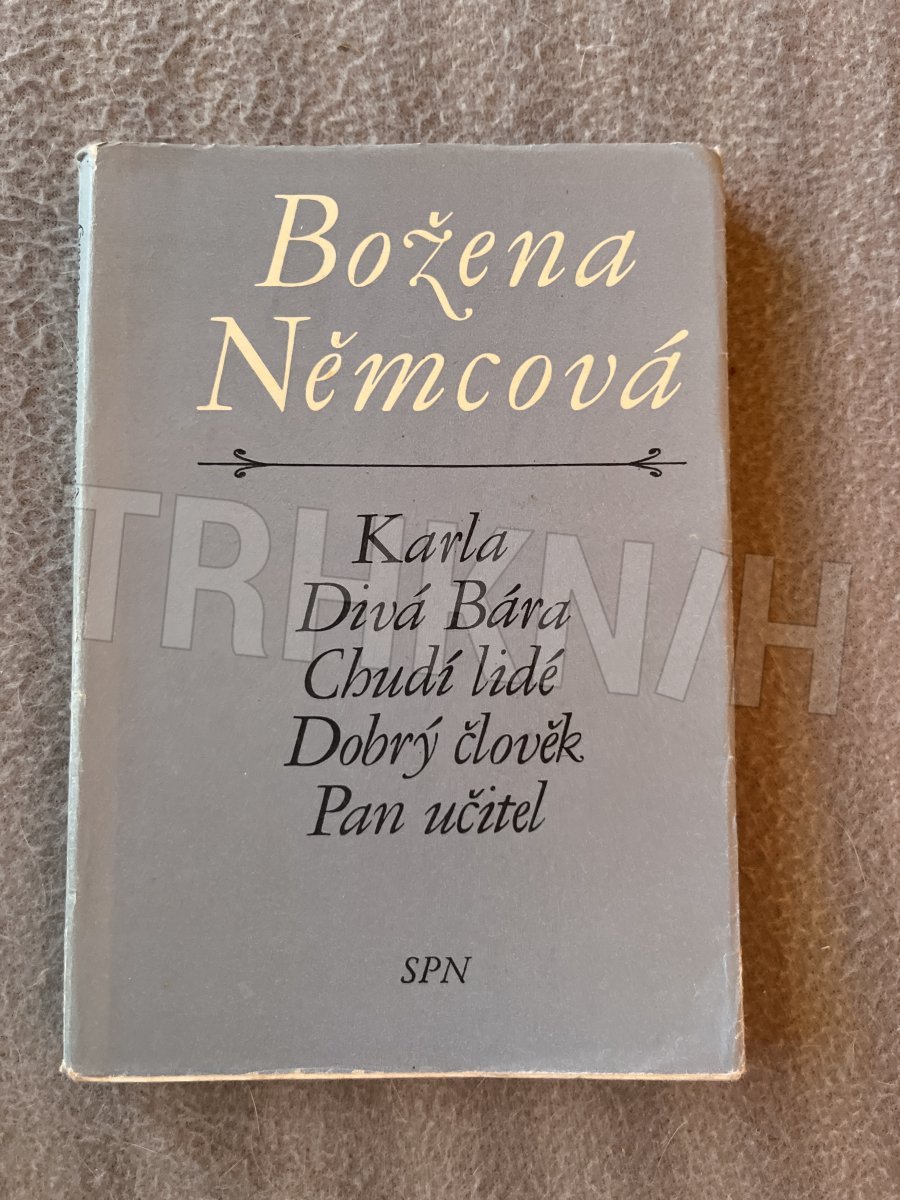 Božena
Němcová
Karla
Divá Bára
Chudí lidé
Dobrý člověk
Pan učitel
SPN
TRHKNIH